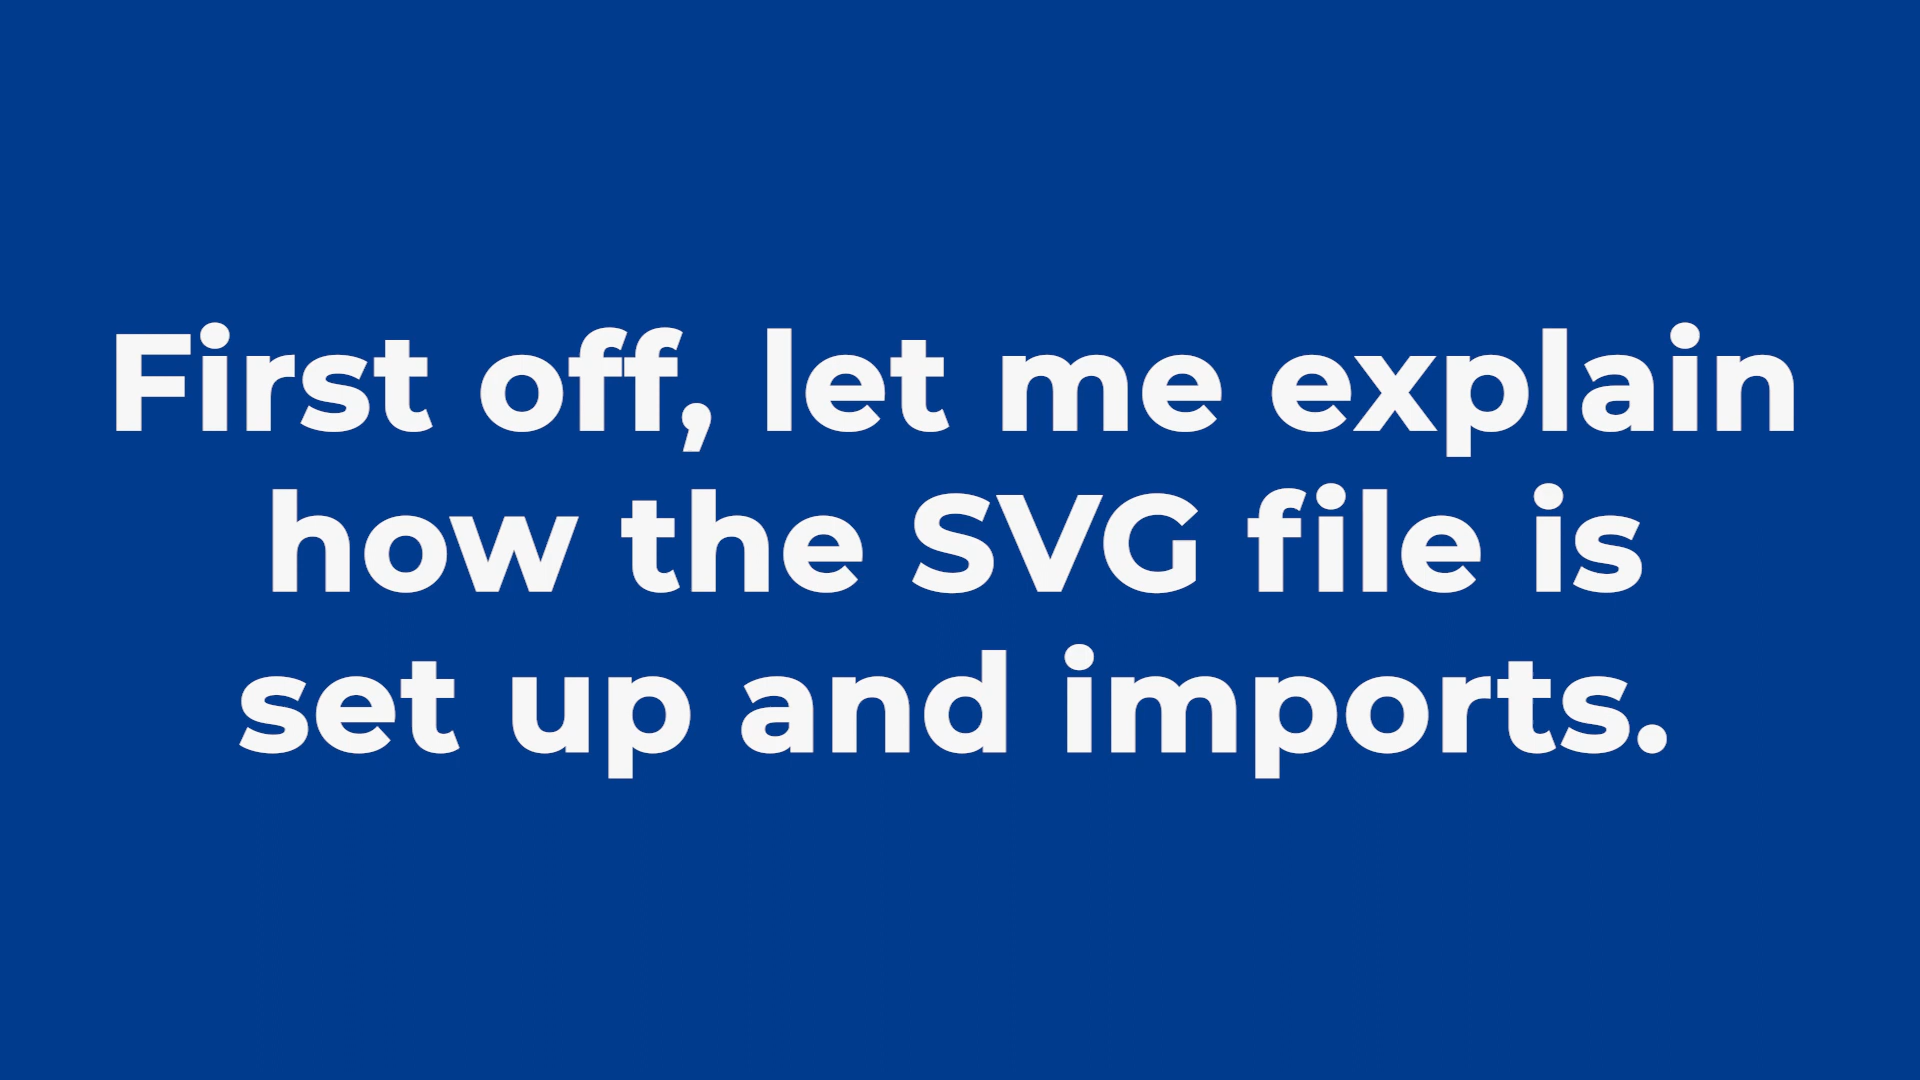 First off, let me explain
how the SVG file is
set up and imports.